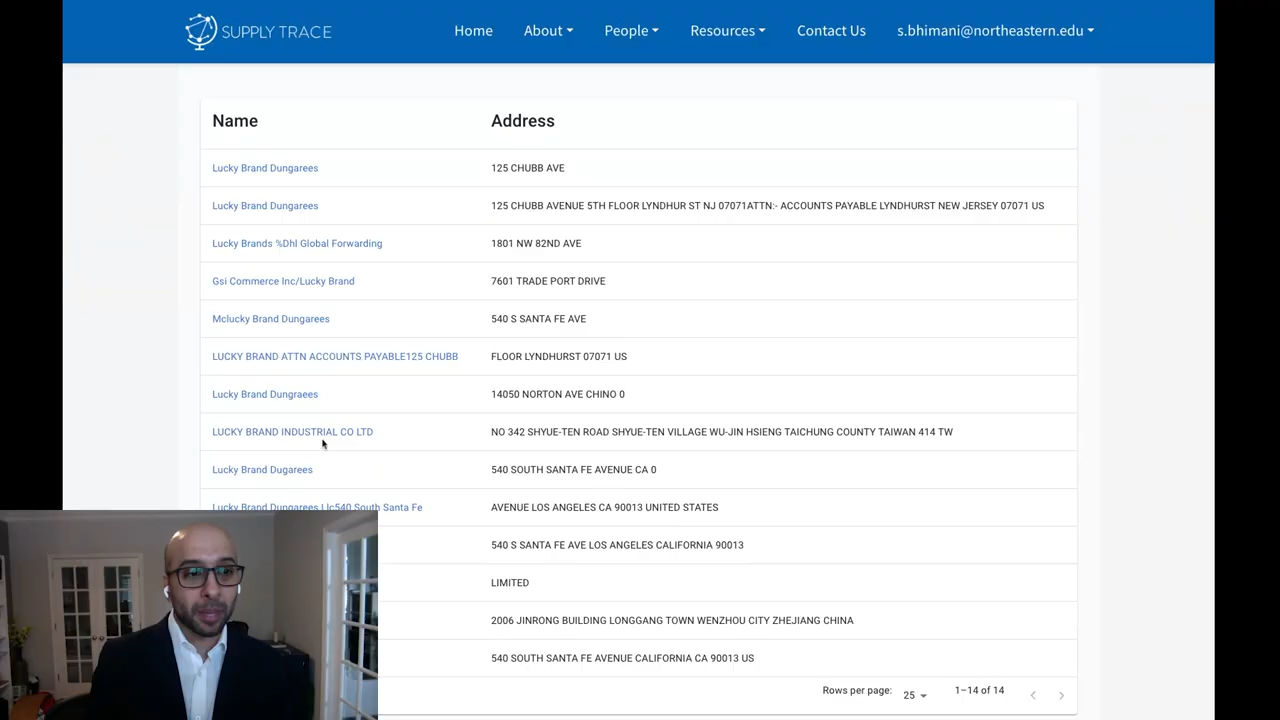 SUPPLY TRACE Home About People Resources Contact Us s.bhimani@northeastern.edu
Name Address
Lucky Brand Dungarees 125 CHUBB AVE
Lucky Brand Dungarees 125 CHUBB AVENUE 5TH FLOOR LYNDHUR ST NJ 07071ATTN:- ACCOUNTS PAYABLE LYNDHURST NEW JERSEY 07071 US
Lucky Brands %Dhl Global Forwarding 1801 NW 82ND AVE
Gsi Commerce Inc/Lucky Brand 7601 TRADE PORT DRIVE
Mclucky Brand Dungarees 540 S SANTA FE AVE
LUCKY BRAND ATTN ACCOUNTS PAYABLE125 CHUBB FLOOR LYNDHURST 07071 US
Lucky Brand Dungraees 14050 NORTON AVE CHINO 0
LUCKY BRAND INDUSTRIAL CO LTD NO 342 SHYUE-TEN ROAD SHYUE-TEN VILLAGE WU-JIN HSIENG TAICHUNG COUNTY TAIWAN 414 TW
Lucky Brand Dugarees 540 SOUTH SANTA FE AVENUE CA 0
Lucky Brand Dungarees Llc540 South Santa Fe AVENUE LOS ANGELES CA 90013 UNITED STATES
540 S SANTA FE AVE LOS ANGELES CALIFORNIA 90013
LIMITED
2006 JINRONG BUILDING LONGGANG TOWN WENZHOU CITY ZHEJIANG CHINA
540 SOUTH SANTA FE AVENUE CALIFORNIA CA 90013 US
Rows per page: 25 1–14 of 14